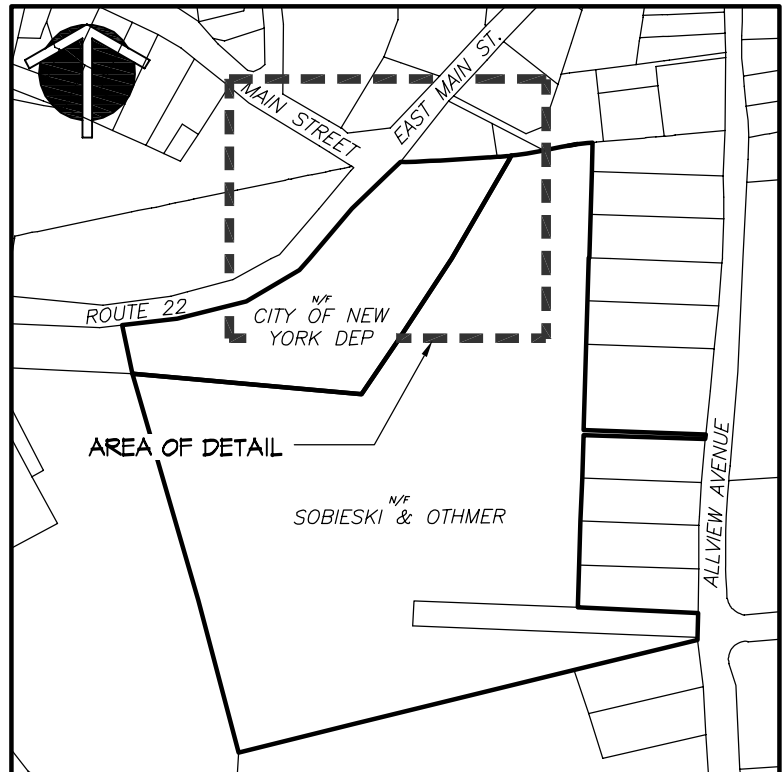 MAIN STREET
EAST MAIN ST.
ROUTE 22
N/F
CITY OF NEW
YORK DEP
AREA OF DETAIL
N/F
SOBIESKI & OTHMER
ALLVIEW AVENUE